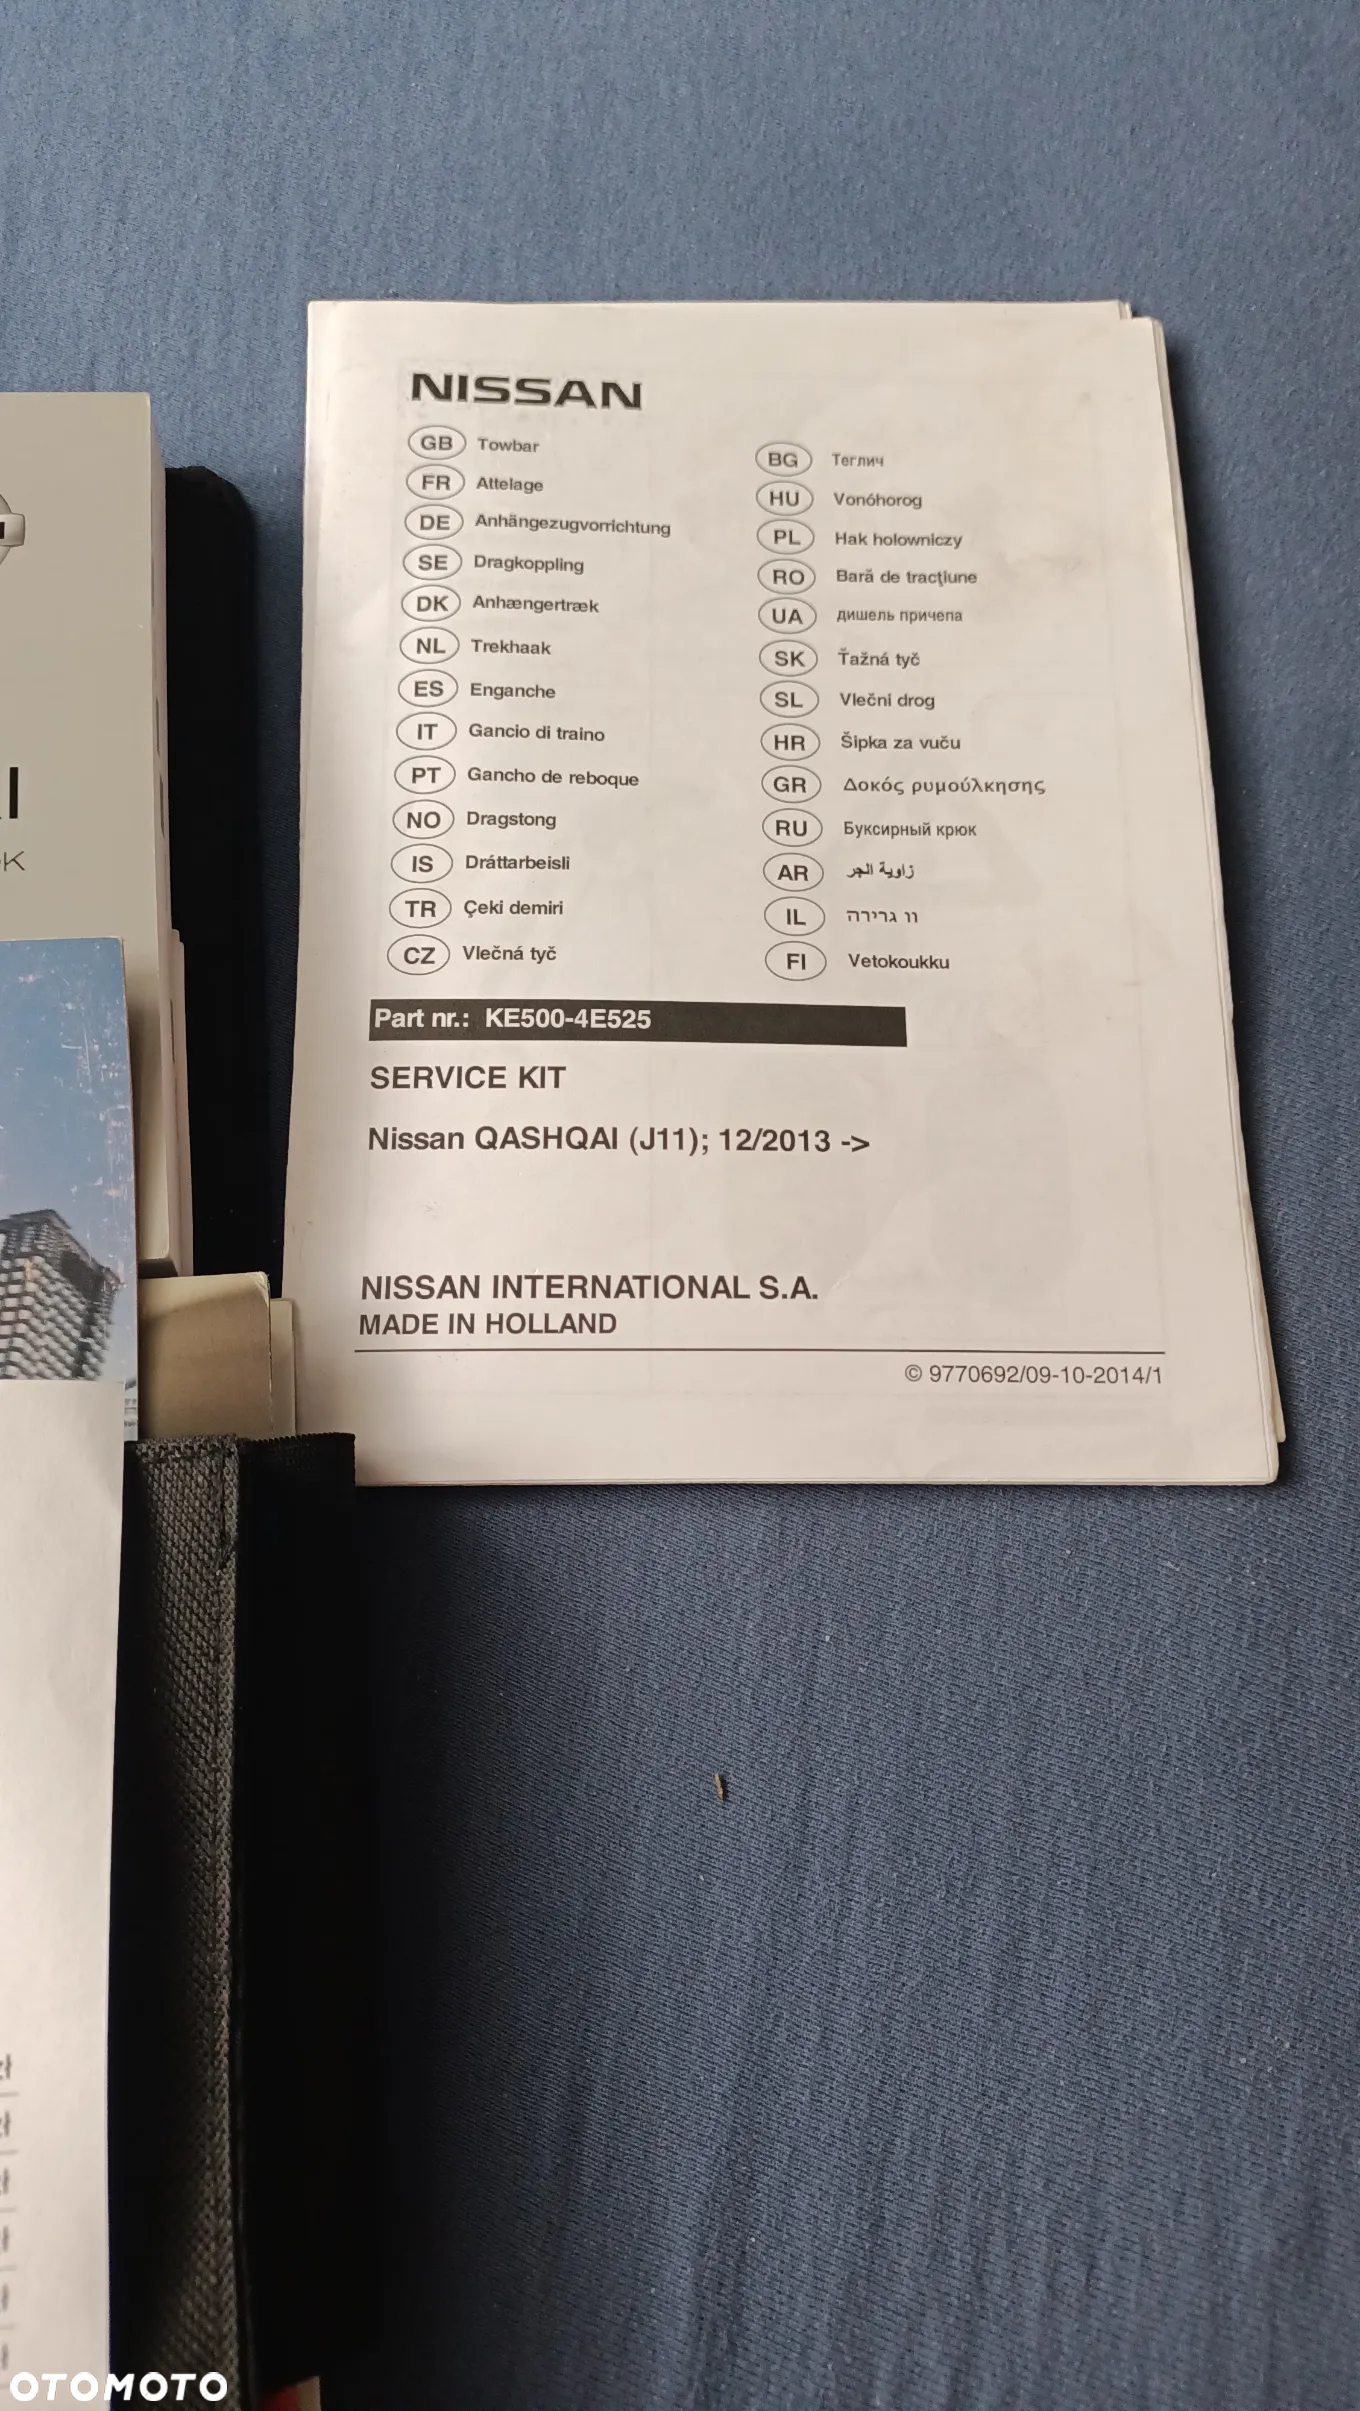 NISSAN
GB Towbar
FR Attelage
DE Anhängezugvorrichtung
SE Dragkoppling
DK Anhængertræk
NL Trekhaak
ES Enganche
IT Gancio di traino
PT Gancho de reboque
NO Dragstong
IS Dráttarbeisli
TR Çeki demiri
CZ Vlečná tyč
BG Теглич
HU Vonóhorog
PL Hak holowniczy
RO Bară de tracţiune
UA дишель причепа
SK Ťažná tyč
SL Vlečni drog
HR Šipka za vuču
GR Δοκός ρυμούλκησης
RU Буксирный крюк
AR زاوية الجر
IL וו גרירה
FI Vetokoukku
Part nr.: KE500-4E525
SERVICE KIT
Nissan QASHQAI (J11); 12/2013 ->
NISSAN INTERNATIONAL S.A.
MADE IN HOLLAND
© 9770692/09-10-2014/1
OTOMOTO